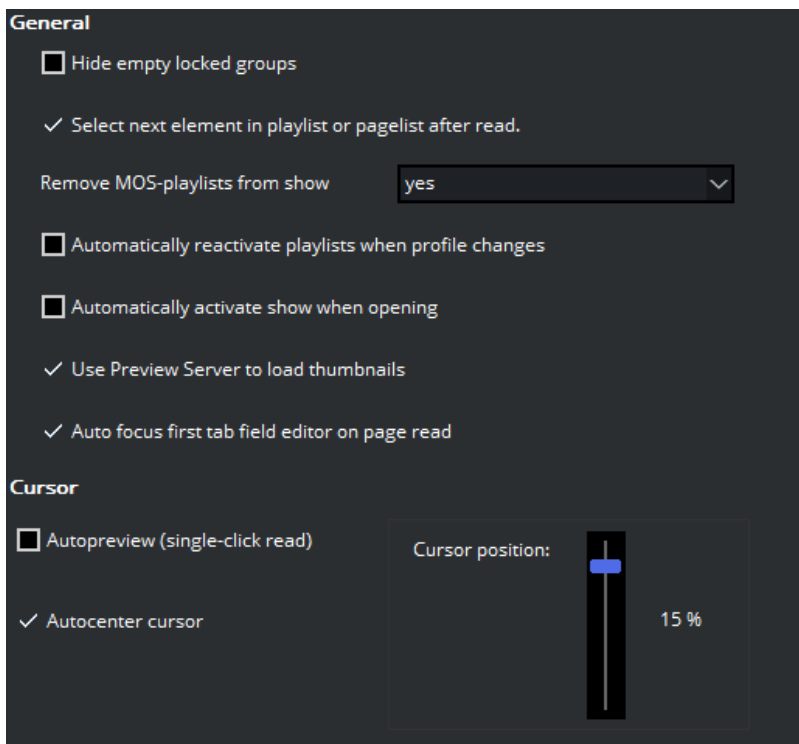 General
Hide empty locked groups
Select next element in playlist or pagelist after read.
Remove MOS-playlists from show yes
Automatically reactivate playlists when profile changes
Automatically activate show when opening
Use Preview Server to load thumbnails
Auto focus first tab field editor on page read
Cursor
Autopreview (single-click read)
Cursor position:
Autocenter cursor
15 %